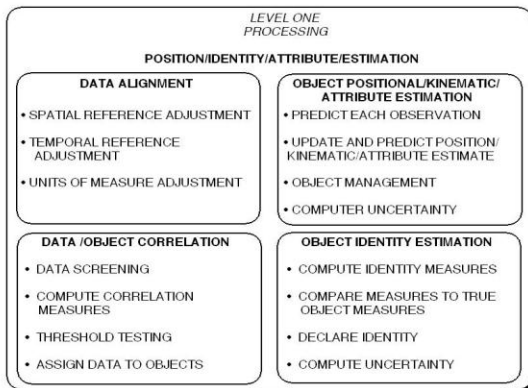 LEVEL ONE
PROCESSING
POSITION/IDENTITY/ATTRIBUTE/ESTIMATION
DATA ALIGNMENT
• SPATIAL REFERENCE ADJUSTMENT
• TEMPORAL REFERENCE
ADJUSTMENT
• UNITS OF MEASURE ADJUSTMENT
OBJECT POSITIONAL/KINEMATIC/
ATTRIBUTE ESTIMATION
• PREDICT EACH OBSERVATION
• UPDATE AND PREDICT POSITION/
KINEMATIC/ATTRIBUTE ESTIMATE
• OBJECT MANAGEMENT
• COMPUTER UNCERTAINTY
DATA /OBJECT CORRELATION
• DATA SCREENING
• COMPUTE CORRELATION
MEASURES
• THRESHOLD TESTING
• ASSIGN DATA TO OBJECTS
OBJECT IDENTITY ESTIMATION
• COMPUTE IDENTITY MEASURES
• COMPARE MEASURES TO TRUE
OBJECT MEASURES
• DECLARE IDENTITY
• COMPUTE UNCERTAINTY